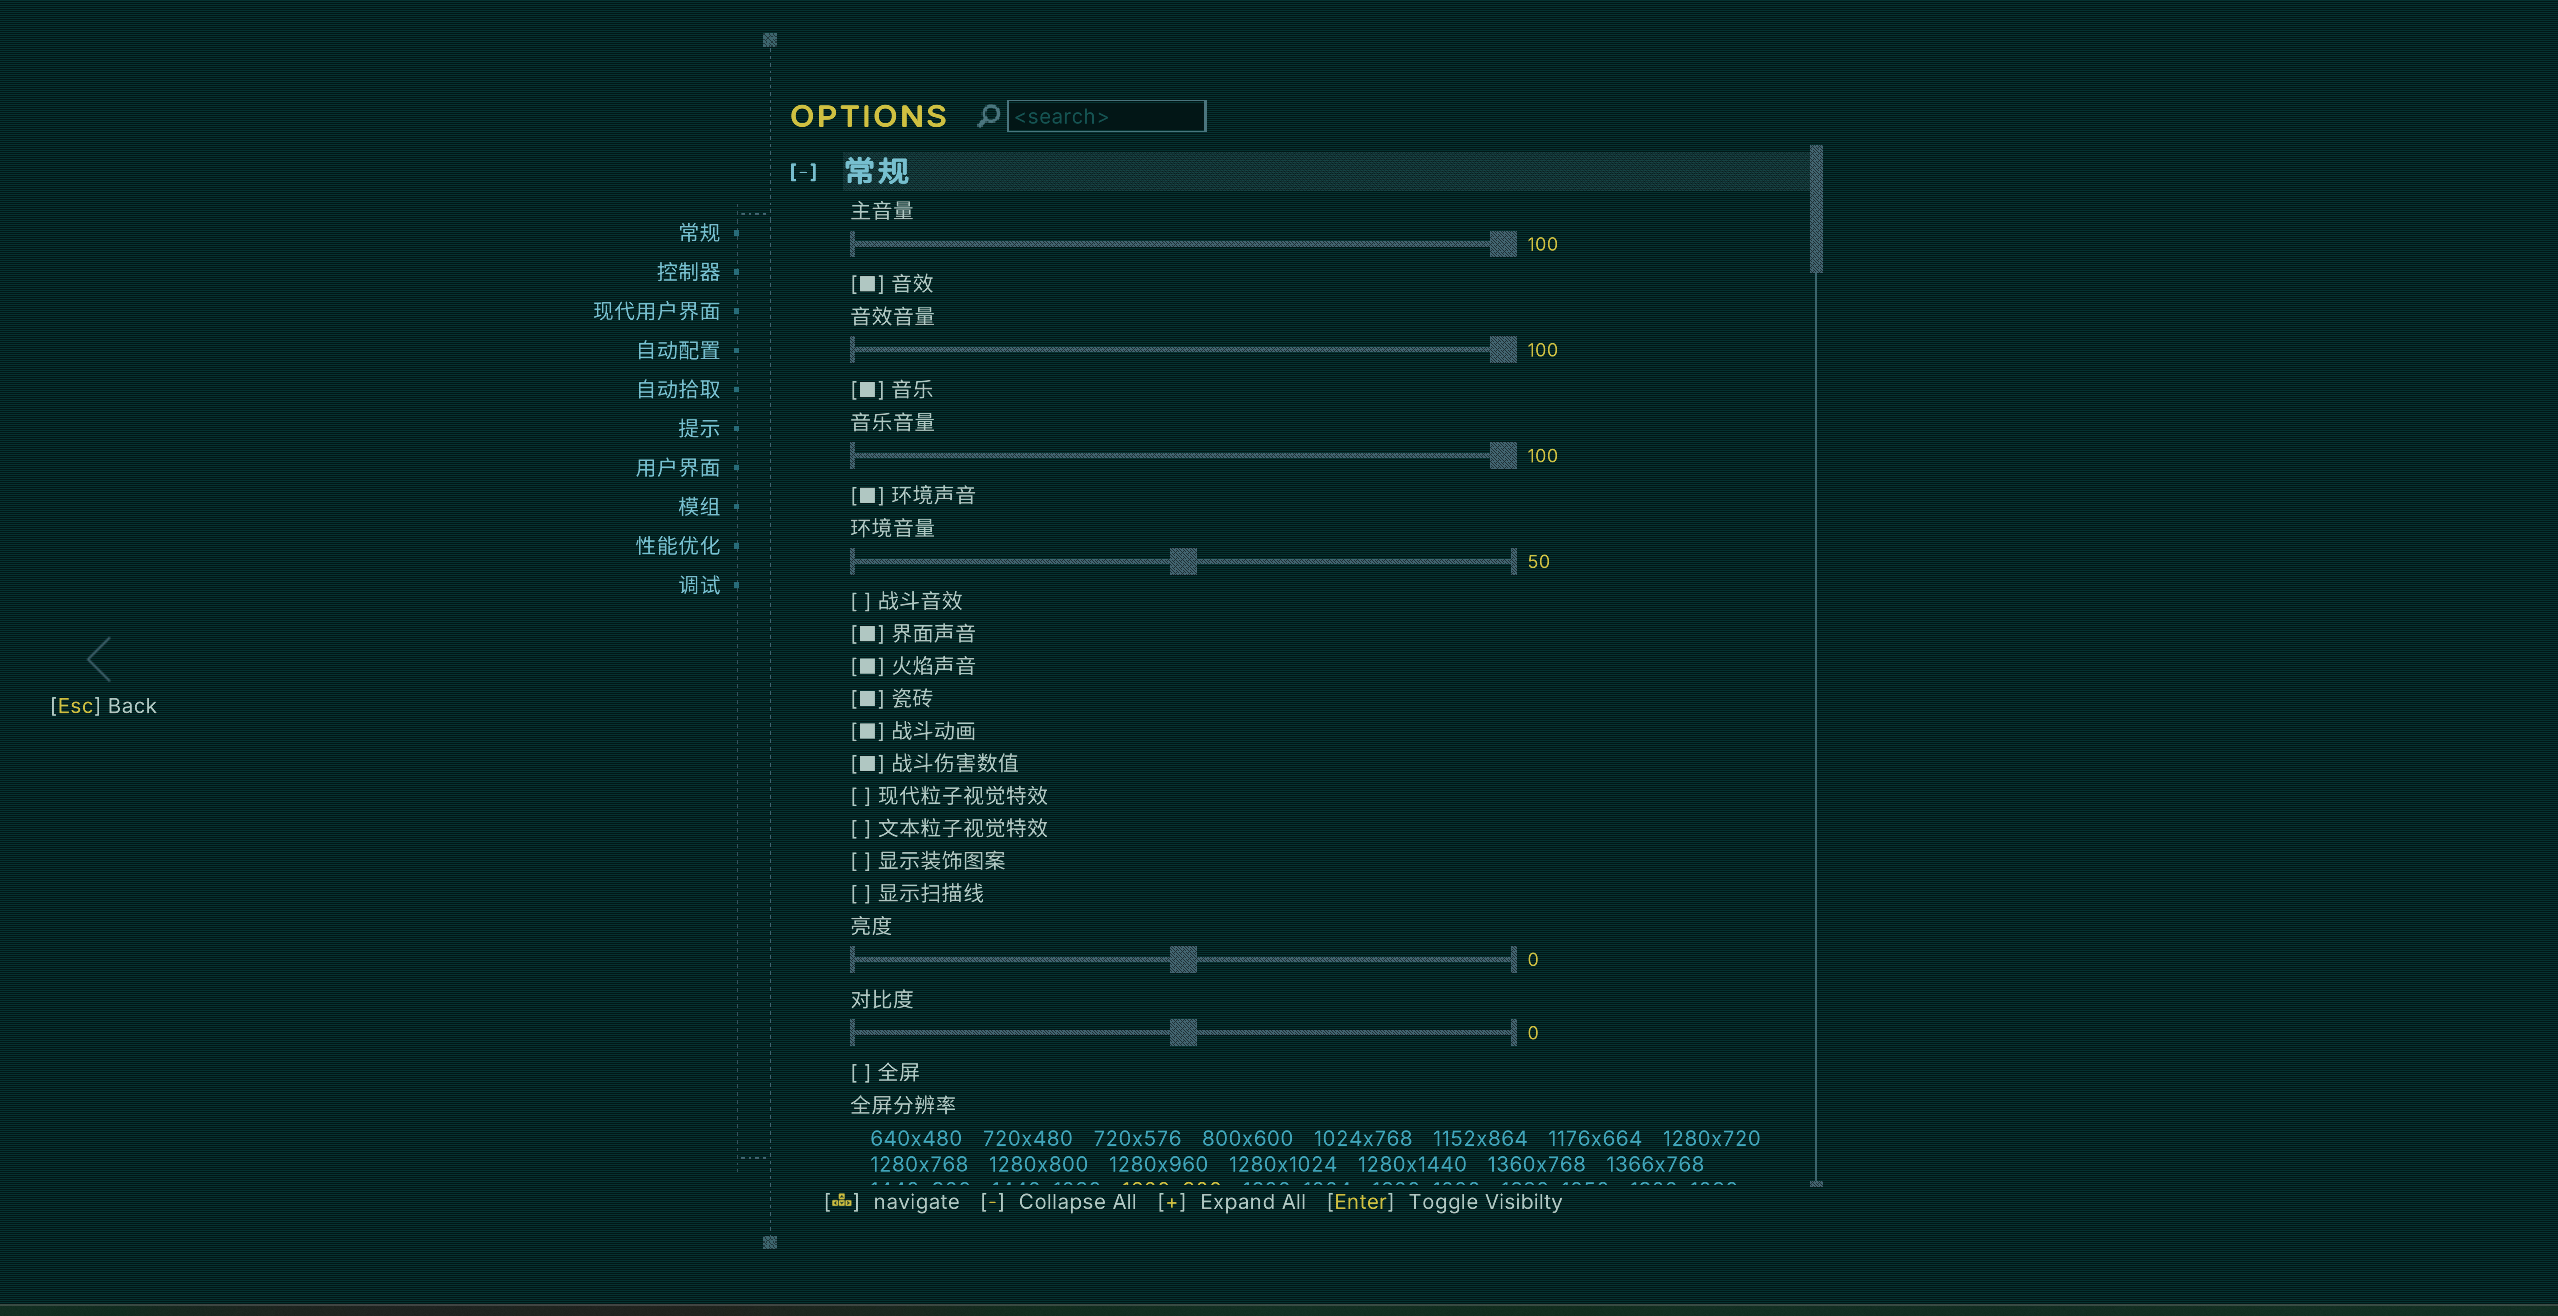 OPTIONS <search>
[-] 常规
主音量
100
[■] 音效
音效音量
100
[■] 音乐
音乐音量
100
[■] 环境声音
环境音量
50
[ ] 战斗音效
[■] 界面声音
[■] 火焰声音
[■] 瓷砖
[■] 战斗动画
[■] 战斗伤害数值
[ ] 现代粒子视觉特效
[ ] 文本粒子视觉特效
[ ] 显示装饰图案
[ ] 显示扫描线
亮度
0
对比度
0
[ ] 全屏
全屏分辨率
640x480 720x480 720x576 800x600 1024x768 1152x864 1176x664 1280x720
1280x768 1280x800 1280x960 1280x1024 1280x1440 1360x768 1366x768
常规
控制器
现代用户界面
自动配置
自动拾取
提示
用户界面
模组
性能优化
调试
[Esc] Back
navigate [-] Collapse All [+] Expand All [Enter] Toggle Visibilty